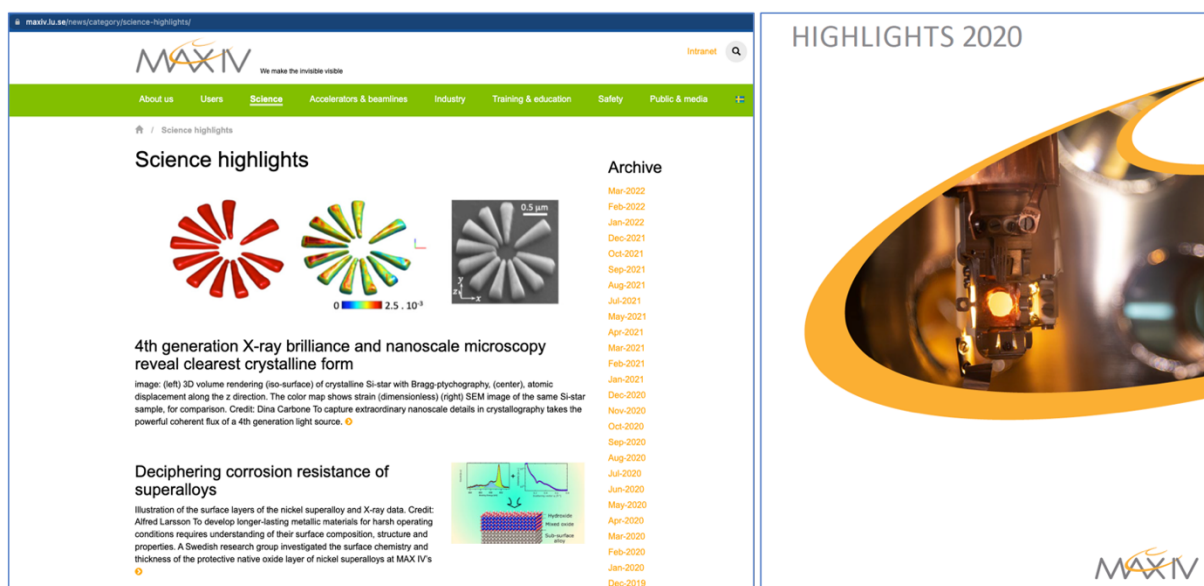 maxiv.lu.se/news/category/science-highlights/
MAXIV
We make the invisible visible
Intranet
About us Users Science Accelerators & beamlines Industry Training & education Safety Public & media
/ Science highlights
Science highlights
0.5 µm
y
z
x
0 2.5 . 10⁻³
4th generation X-ray brilliance and nanoscale microscopy
reveal clearest crystalline form
image: (left) 3D volume rendering (iso-surface) of crystalline Si-star with Bragg-ptychography, (center), atomic
displacement along the z direction. The color map shows strain (dimensionless) (right) SEM image of the same Si-star
sample, for comparison. Credit: Dina Carbone To capture extraordinary nanoscale details in crystallography takes the
powerful coherent flux of a 4th generation light source.
Deciphering corrosion resistance of
superalloys
Illustration of the surface layers of the nickel superalloy and X-ray data. Credit:
Alfred Larsson To develop longer-lasting metallic materials for harsh operating
conditions requires understanding of their surface composition, structure and
properties. A Swedish research group investigated the surface chemistry and
thickness of the protective native oxide layer of nickel superalloys at MAX IV's
Hydroxide
Mixed oxide
Sub-surface
alloy
Archive
Mar-2022
Feb-2022
Jan-2022
Dec-2021
Oct-2021
Sep-2021
Aug-2021
Jul-2021
May-2021
Apr-2021
Mar-2021
Feb-2021
Jan-2021
Dec-2020
Nov-2020
Oct-2020
Sep-2020
Aug-2020
Jul-2020
Jun-2020
May-2020
Apr-2020
Mar-2020
Feb-2020
Jan-2020
Dec-2019
HIGHLIGHTS 2020
MAXIV